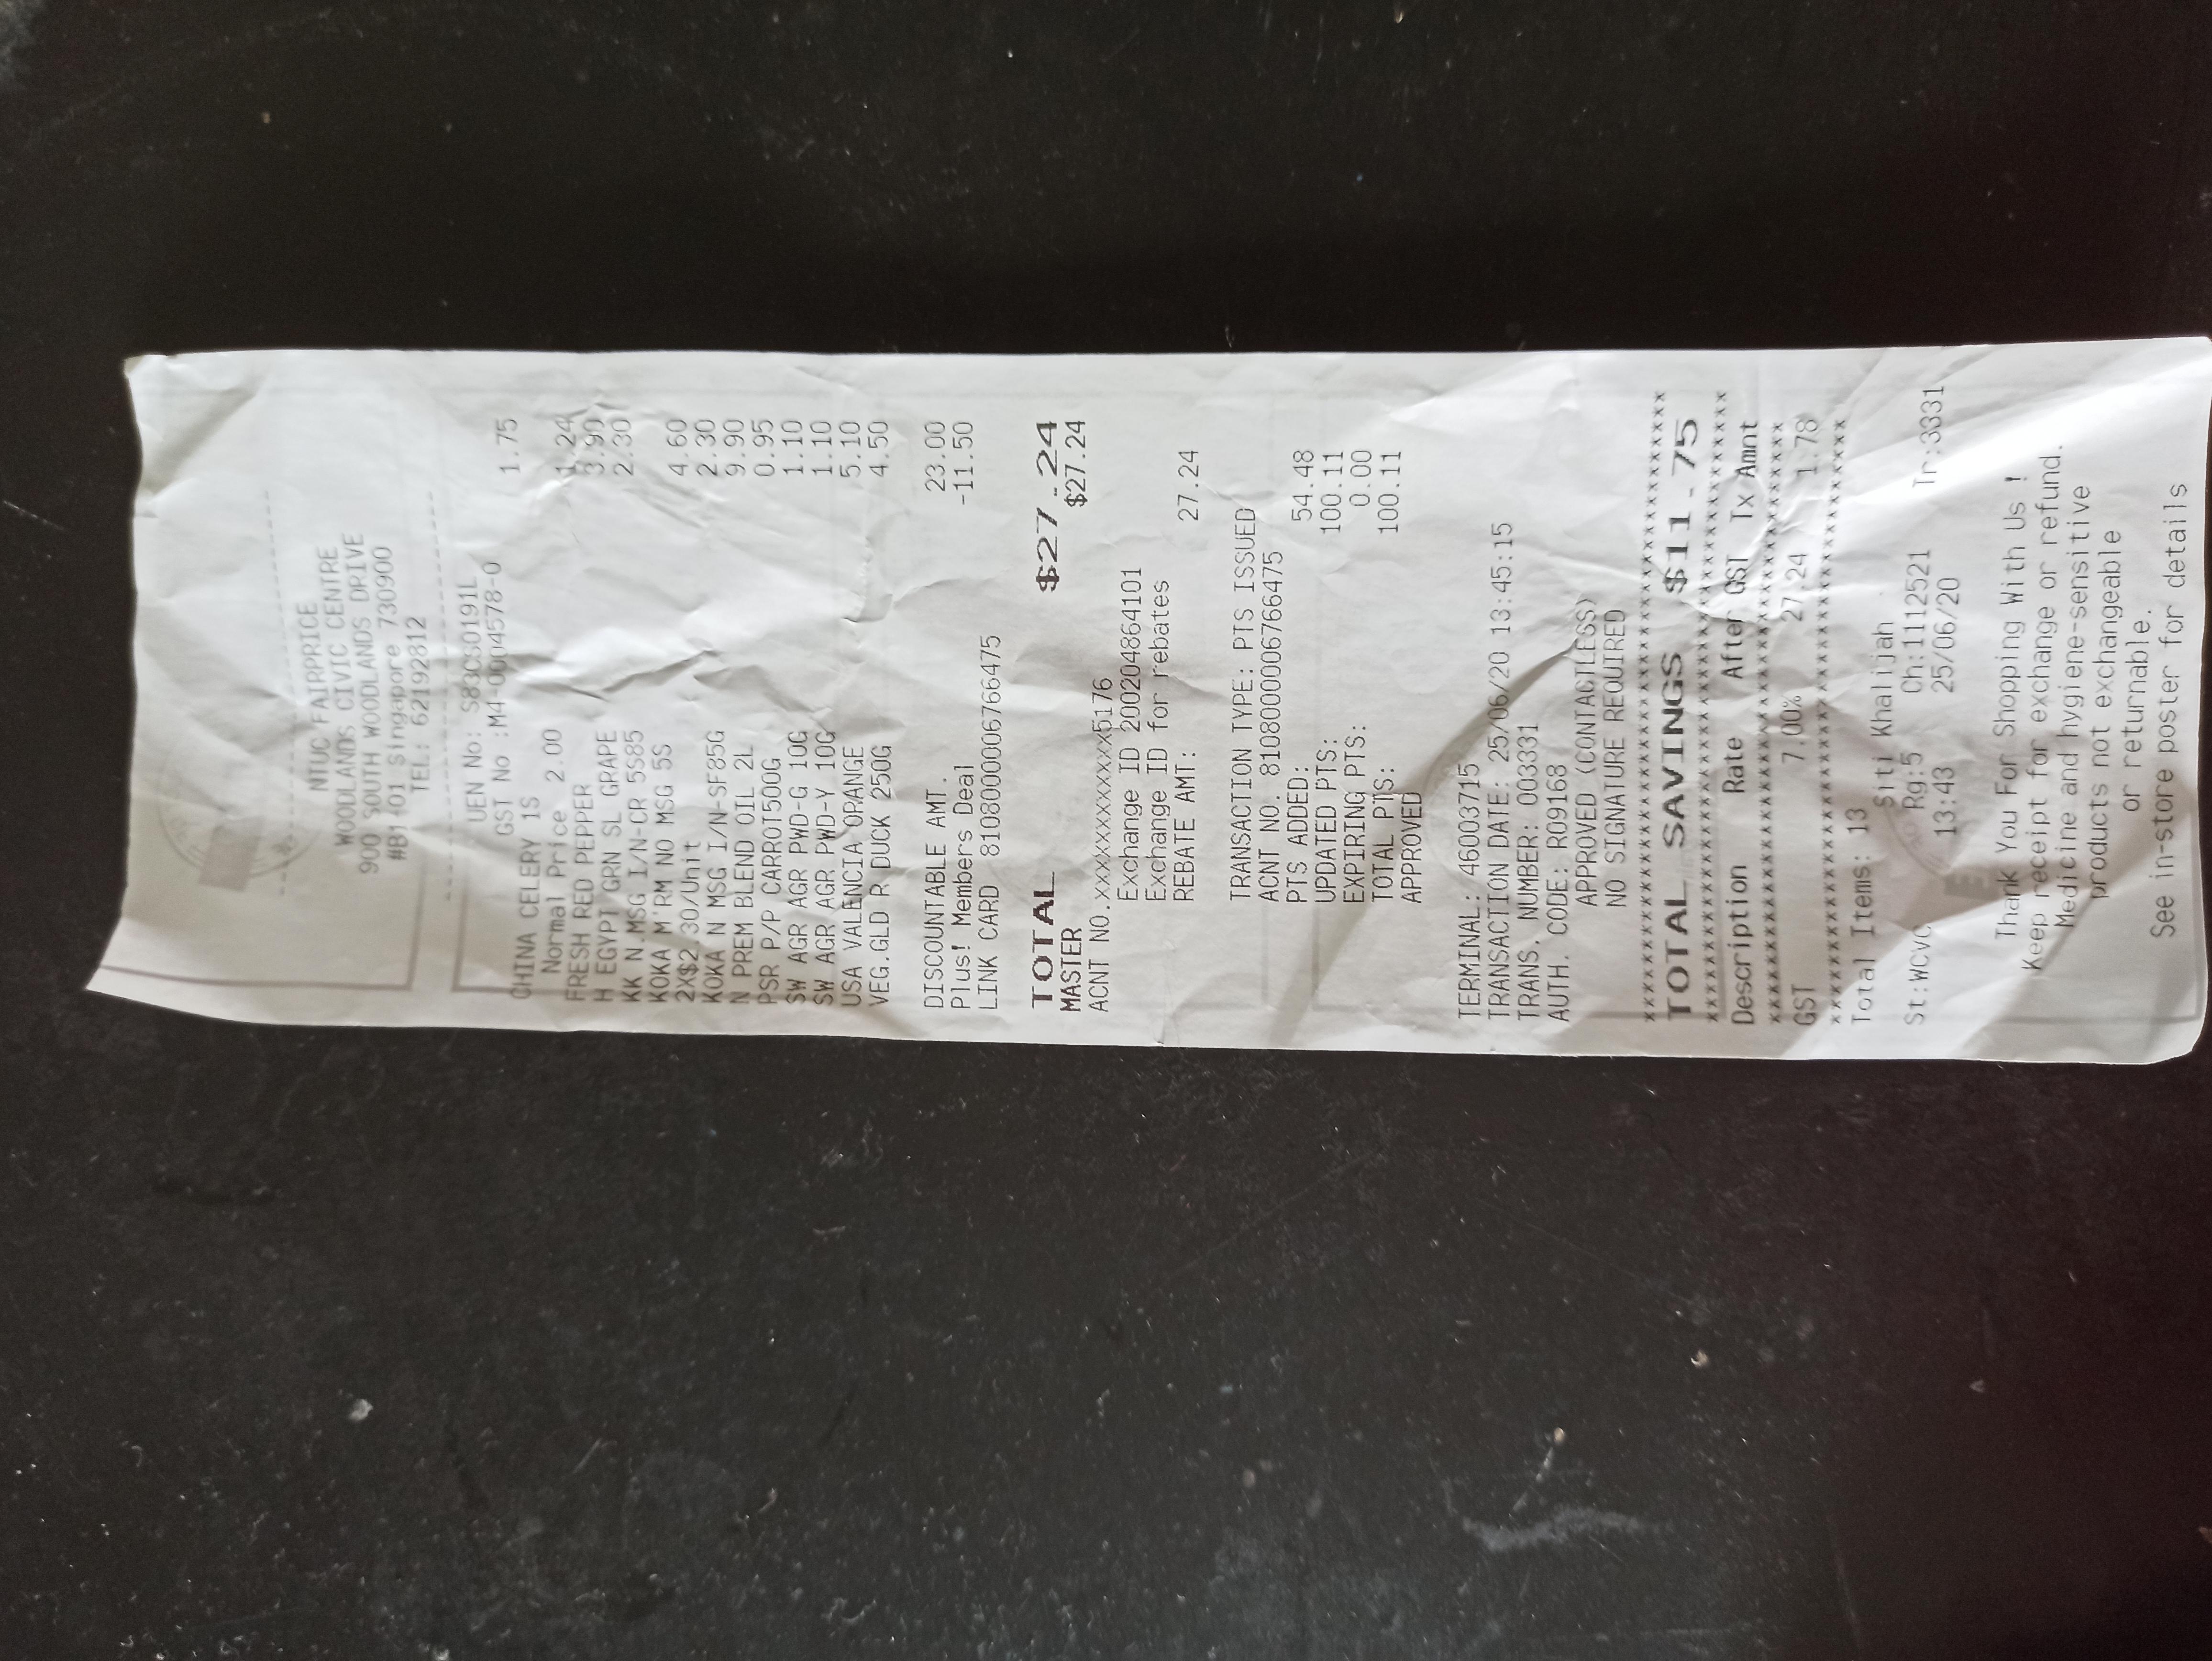 NTUC FAIRPRICE
WOODLANDS CIVIC CENTRE
900 SOUTH WOODLANDS DRIVE
#B1-01 Singapore 730900
TEL: 62192812
UEN No: S83CS0191L
GST No :M4-0004578-0
CHINA CELERY 1S 1.75
Normal Price 2.00
FRESH RED PEPPER 1.24
H EGYPT GRN SL GRAPE 3.90
KK N.MSG I/N-CR 5S85 2.30
KOKA M'RM NO MSG 5S
2X$2.30/Unit 4.60
KOKA N MSG I/N-SF85G 2.30
N PREM BLEND OIL 2L 9.90
PSR P/P CARROT500G 0.95
SW AGR AGR PWD-G 10G 1.10
SW AGR AGR PWD-Y 10G 1.10
USA VALENCIA ORANGE 5.10
VEG.GLD R DUCK 250G 4.50
DISCOUNTABLE AMT. 23.00
Plus! Members Deal -11.50
LINK CARD 8108000006766475
TOTAL $27.24
MASTER $27.24
ACNT NO.xxxxxxxxxxxx5176
Exchange ID 200204864101
Exchange ID for rebates
REBATE AMT: 27.24
TRANSACTION TYPE: PTS ISSUED
ACNT NO. 8108000006766475
PTS ADDED: 54.48
UPDATED PTS: 100.11
EXPIRING PTS: 0.00
TOTAL PTS: 100.11
APPROVED
TERMINAL: 46003715
TRANSACTION DATE: 25/06/20 13:45:15
TRANS. NUMBER: 003331
AUTH. CODE: R09168
APPROVED (CONTACTLESS)
NO SIGNATURE REQUIRED
TOTAL SAVINGS $11.75
Description Rate After GST Tx Amnt
GST 7.00% 27.24 1.78
Total Items: 13
Siti Khalijah
St:WCVC Rg:5 Ch:1112521 Tr:3331
13:43 25/06/20
Thank You For Shopping With Us !
Keep receipt for exchange or refund.
Medicine and hygiene-sensitive
products not exchangeable
or returnable.
See in-store poster for details